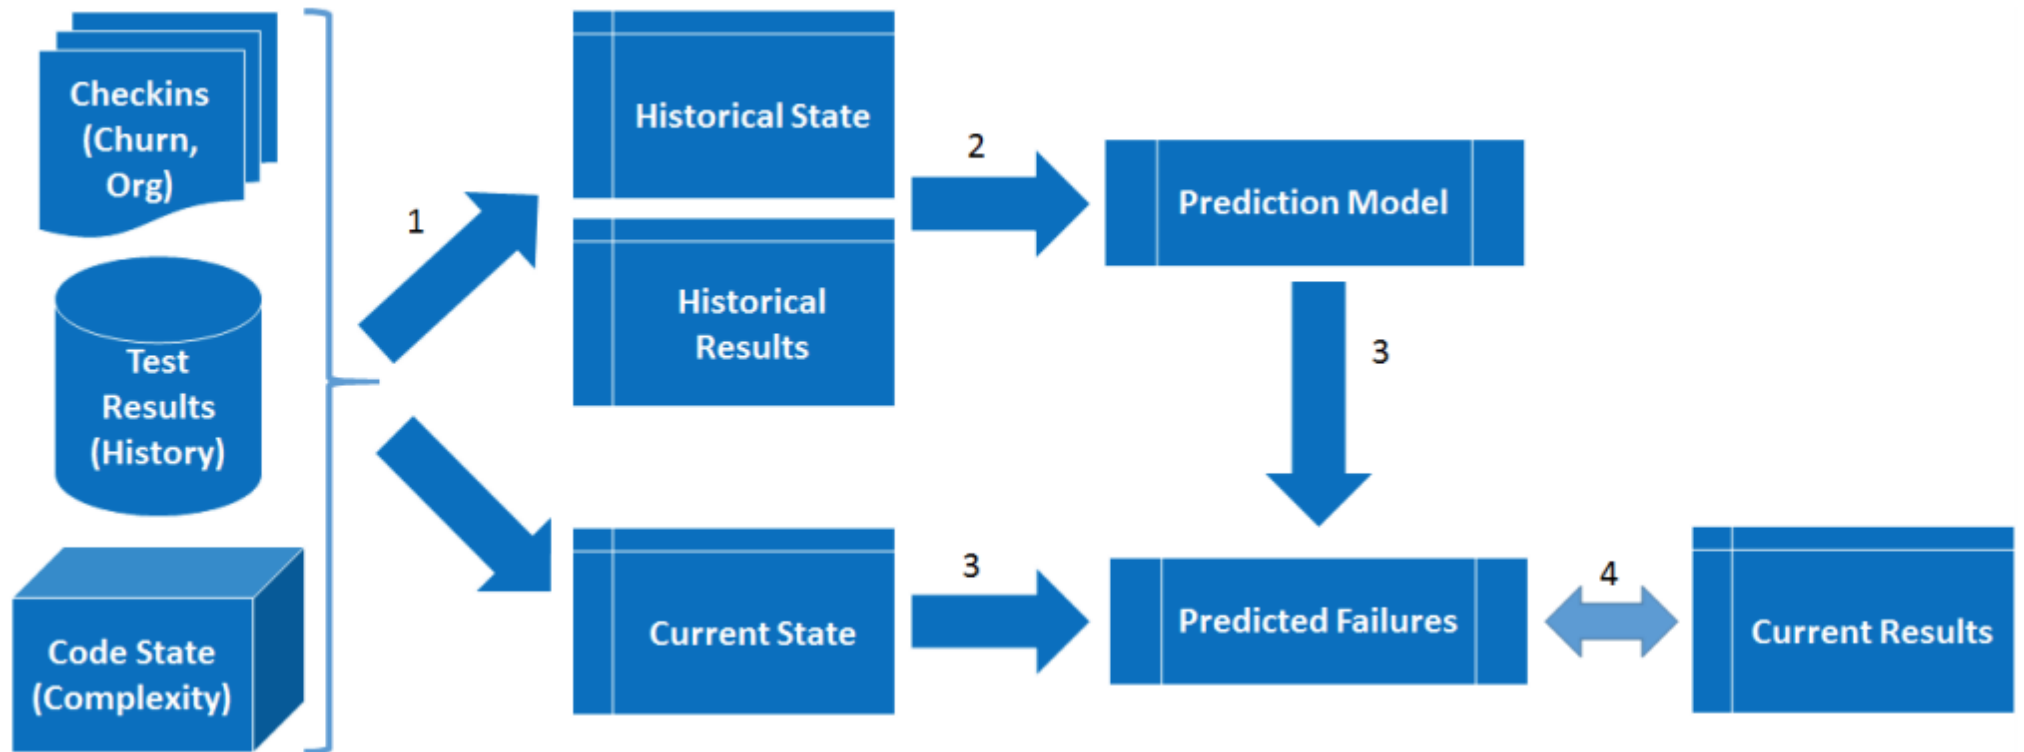 Checkins
(Churn,
Org)
Test
Results
(History)
Code State
(Complexity)
1
Historical State
Historical
Results
2
Prediction Model
3
Current State
3
Predicted Failures
4
Current Results